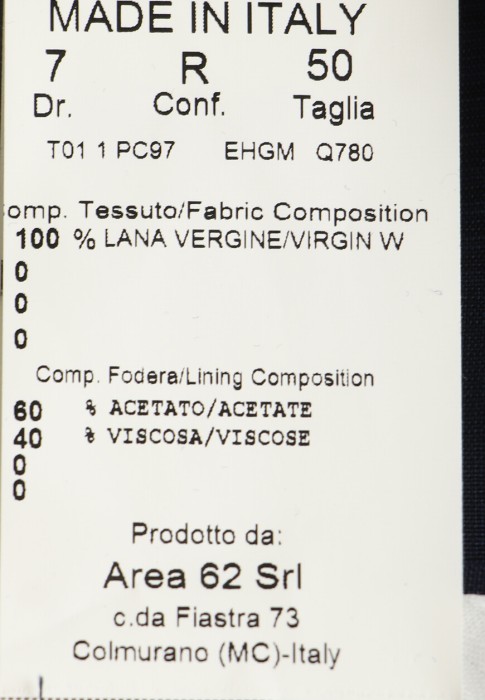 MADE IN ITALY
7 R 50
Dr. Conf. Taglia
T01 1 PC97 EHGM Q780
omp. Tessuto/Fabric Composition
100 % LANA VERGINE/VIRGIN W
0
0
0
Comp. Fodera/Lining Composition
60 % ACETATO/ACETATE
40 % VISCOSA/VISCOSE
0
0
Prodotto da:
Area 62 Srl
c.da Fiastra 73
Colmurano (MC)-Italy